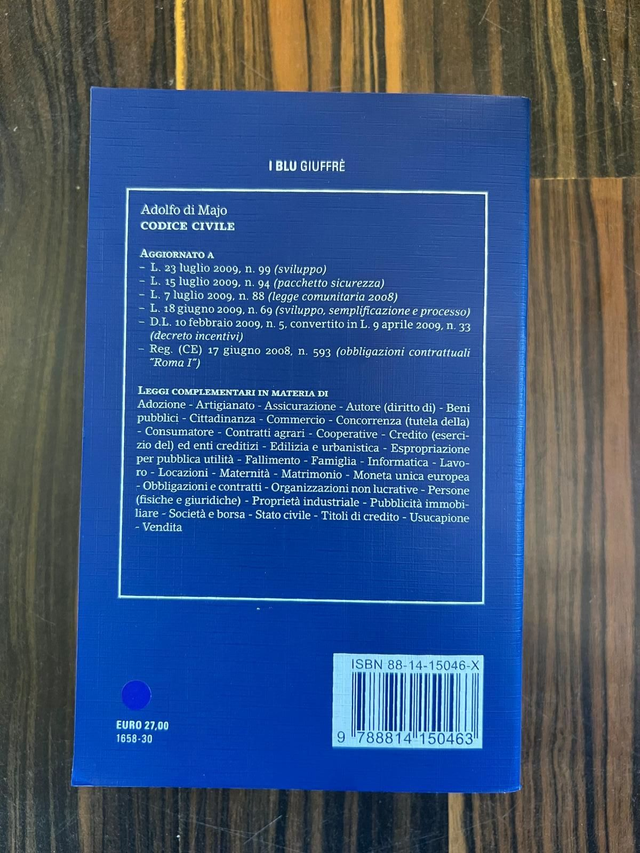 I BLU GIUFFRÈ
Adolfo di Majo
CODICE CIVILE
AGGIORNATO A
– L. 23 luglio 2009, n. 99 (sviluppo)
– L. 15 luglio 2009, n. 94 (pacchetto sicurezza)
– L. 7 luglio 2009, n. 88 (legge comunitaria 2008)
– L. 18 giugno 2009, n. 69 (sviluppo, semplificazione e processo)
– D.L. 10 febbraio 2009, n. 5, convertito in L. 9 aprile 2009, n. 33
(decreto incentivi)
– Reg. (CE) 17 giugno 2008, n. 593 (obbligazioni contrattuali
"Roma I")
LEGGI COMPLEMENTARI IN MATERIA DI
Adozione - Artigianato - Assicurazione - Autore (diritto di) - Beni
pubblici - Cittadinanza - Commercio - Concorrenza (tutela della)
- Consumatore - Contratti agrari - Cooperative - Credito (eserci-
zio del) ed enti creditizi - Edilizia e urbanistica - Espropriazione
per pubblica utilità - Fallimento - Famiglia - Informatica - Lavo-
ro - Locazioni - Maternità - Matrimonio - Moneta unica europea
- Obbligazioni e contratti - Organizzazioni non lucrative - Persone
(fisiche e giuridiche) - Proprietà industriale - Pubblicità immobi-
liare - Società e borsa - Stato civile - Titoli di credito - Usucapione
- Vendita
ISBN 88-14-15046-X
9 788814 150463
EURO 27,00
1658-30